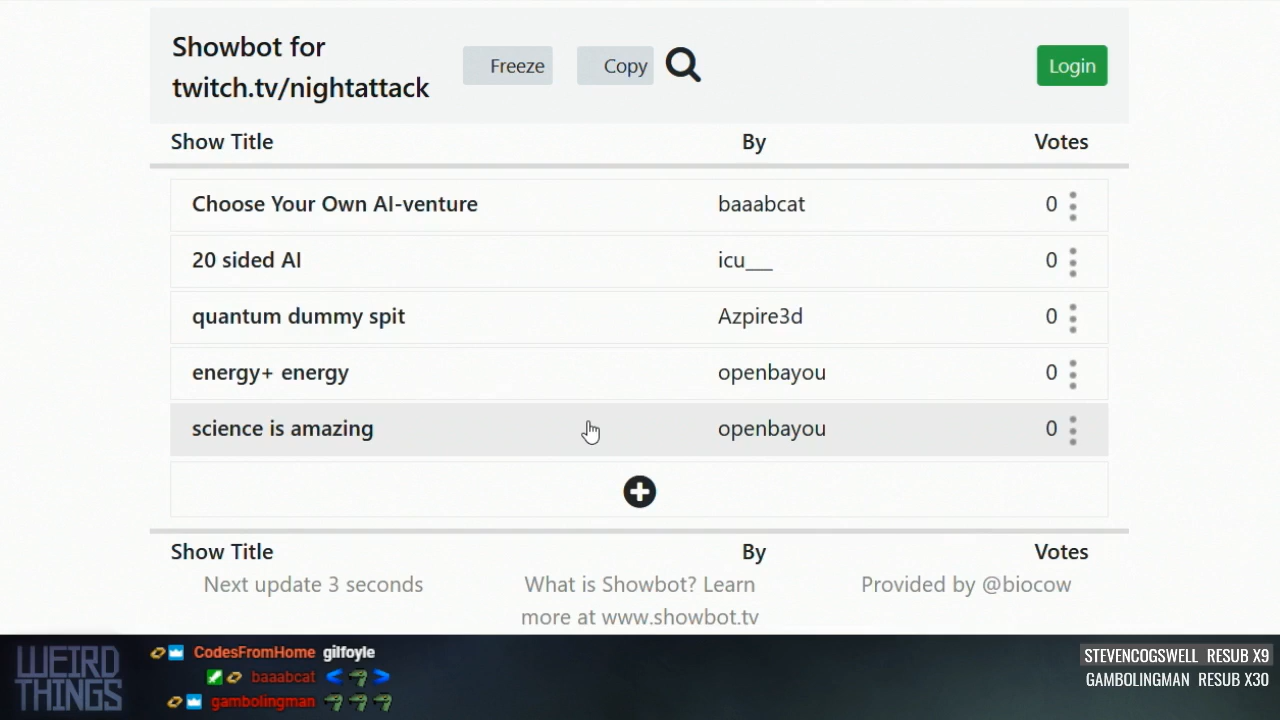 Showbot for
twitch.tv/nightattack
Freeze
Copy
Login
Show Title By Votes
Choose Your Own AI-venture baaabcat 0
20 sided AI icu___ 0
quantum dummy spit Azpire3d 0
energy+ energy openbayou 0
science is amazing openbayou 0
Show Title By Votes
Next update 3 seconds
What is Showbot? Learn
more at www.showbot.tv
Provided by @biocow
WEIRD
THINGS
CodesFromHome gilfoyle
baaabcat
gambolingman
STEVENCOGSWELL RESUB X9
GAMBOLINGMAN RESUB X30